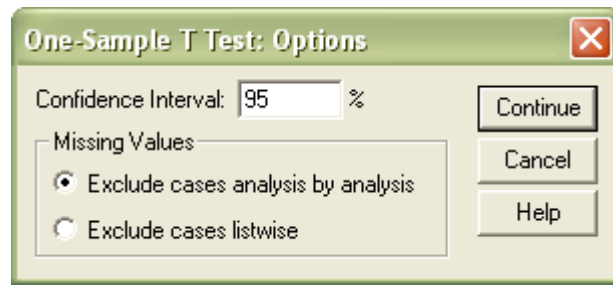 One-Sample T Test: Options
Confidence Interval: 95 %
Continue
Missing Values
Exclude cases analysis by analysis
Cancel
Exclude cases listwise
Help